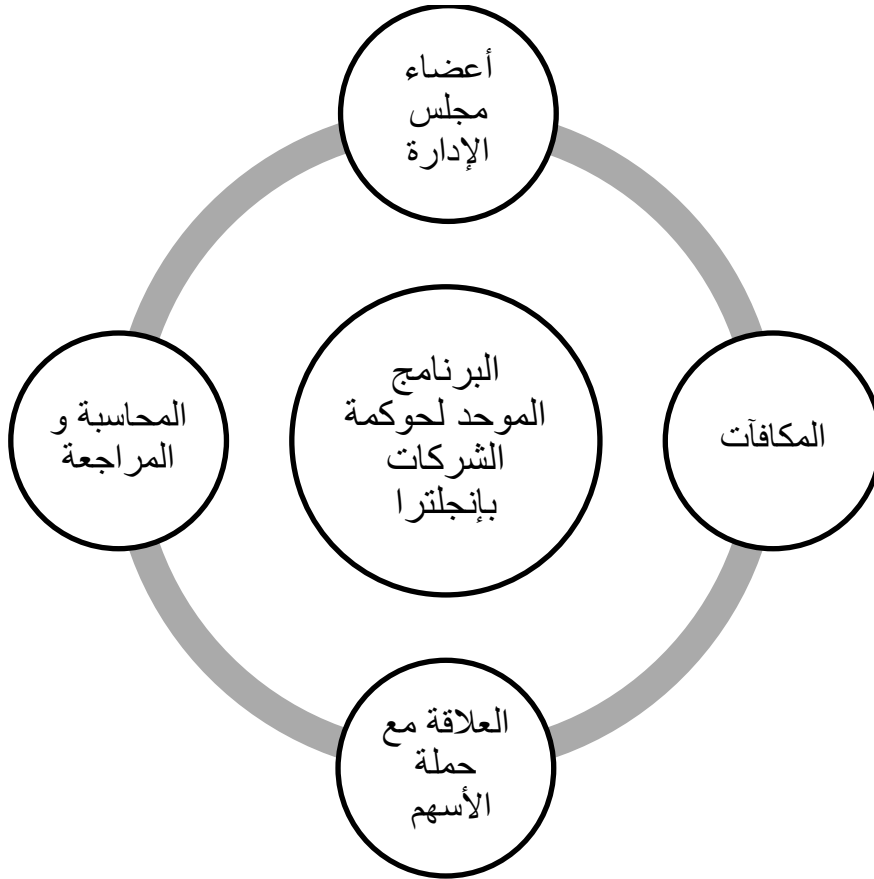 أعضاء
مجلس
الإدارة
البرنامج
الموحد لحوكمة
الشركات
بإنجلترا
المكافآت
المحاسبة و
المراجعة
العلاقة مع
حملة
الأسهم